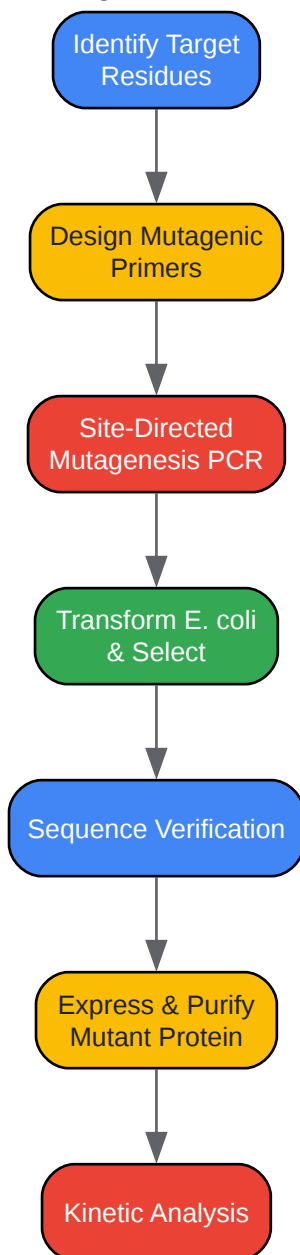 Identify Target
Residues
Design Mutagenic
Primers
Site-Directed
Mutagenesis PCR
Transform E. coli
& Select
Sequence Verification
Express & Purify
Mutant Protein
Kinetic Analysis